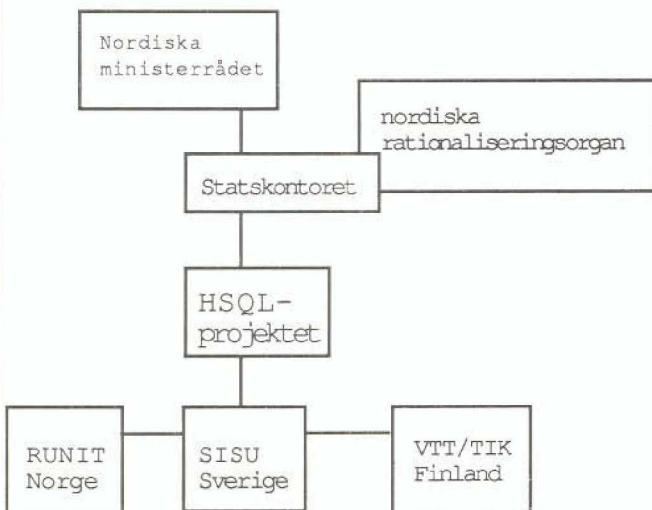 Nordiska
ministerrådet
nordiska
rationaliseringsorgan
Statskontoret
HSQL-
projektet
RUNIT
Norge
SISU
Sverige
VTT/TIK
Finland